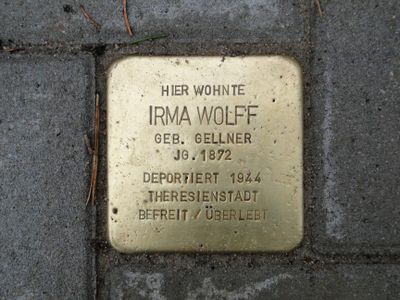 HIER WOHNTE
IRMA WOLFF
GEB. GELLNER
JG. 1872
DEPORTIERT 1944
THERESIENSTADT
BEFREIT / ÜBERLEBT